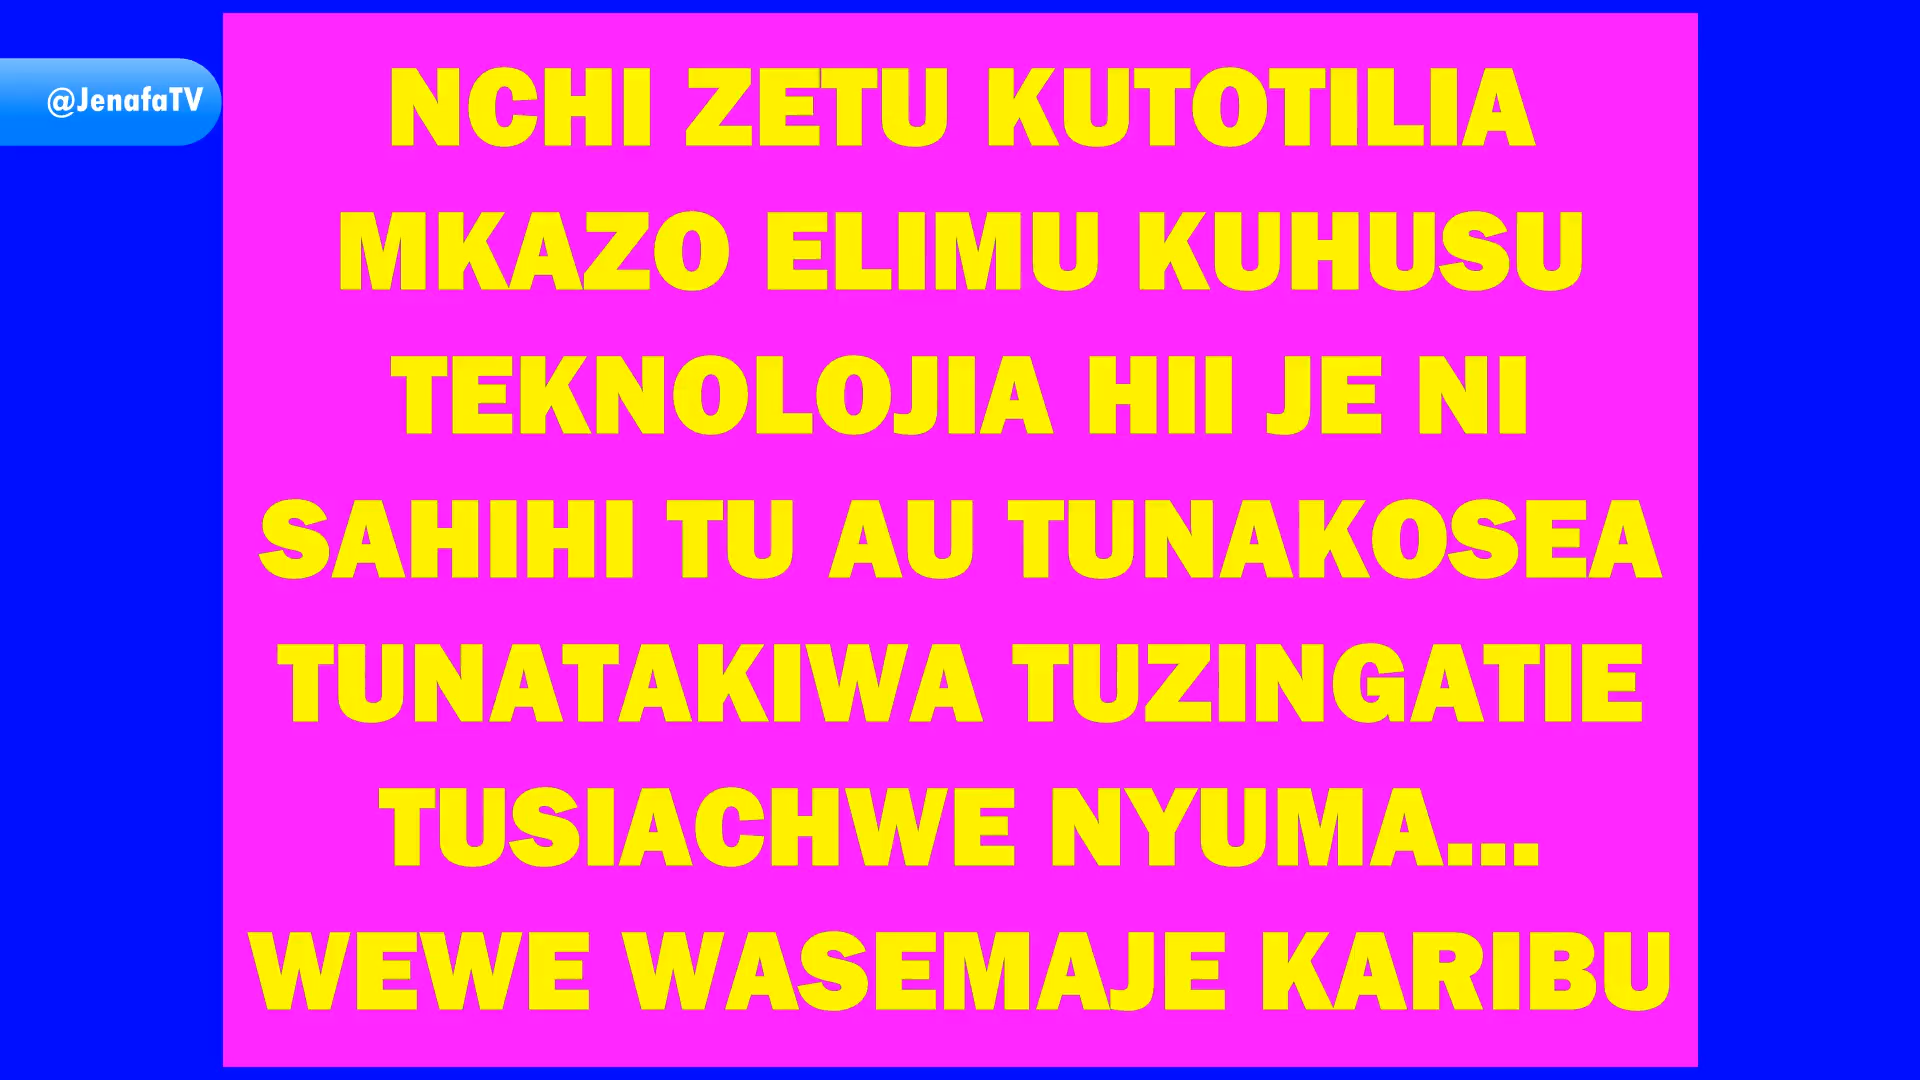 @JenafaTV
NCHI ZETU KUTOTILIA
MKAZO ELIMU KUHUSU
TEKNOLOJIA HII JE NI
SAHIHI TU AU TUNAKOSEA
TUNATAKIWA TUZINGATIE
TUSIACHWE NYUMA...
WEWE WASEMAJE KARIBU